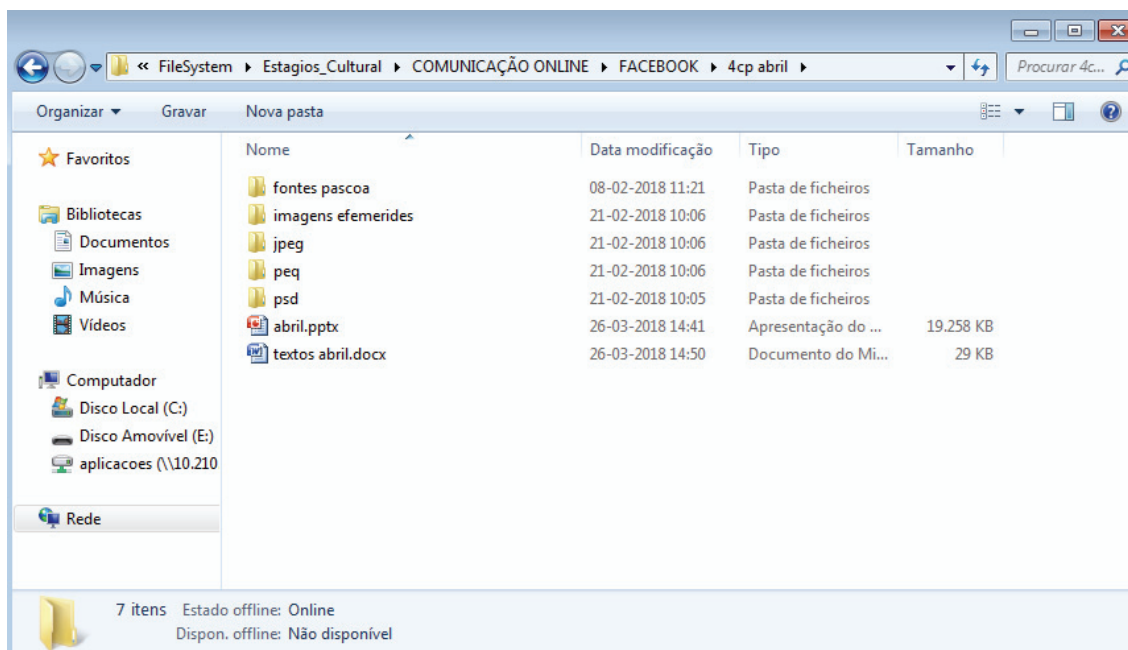 « FileSystem Estagios_Cultural COMUNICAÇÃO ONLINE FACEBOOK 4cp abril Procurar 4c...
Organizar Gravar Nova pasta
Favoritos
Bibliotecas
Documentos
Imagens
Música
Vídeos
Computador
Disco Local (C:)
Disco Amovível (E:)
aplicacoes (\\10.210
Rede
Nome Data modificação Tipo Tamanho
fontes pascoa 08-02-2018 11:21 Pasta de ficheiros
imagens efemerides 21-02-2018 10:06 Pasta de ficheiros
jpeg 21-02-2018 10:06 Pasta de ficheiros
peq 21-02-2018 10:06 Pasta de ficheiros
psd 21-02-2018 10:05 Pasta de ficheiros
abril.pptx 26-03-2018 14:41 Apresentação do ... 19.258 KB
textos abril.docx 26-03-2018 14:50 Documento do Mi... 29 KB
7 itens Estado offline: Online
Dispon. offline: Não disponível